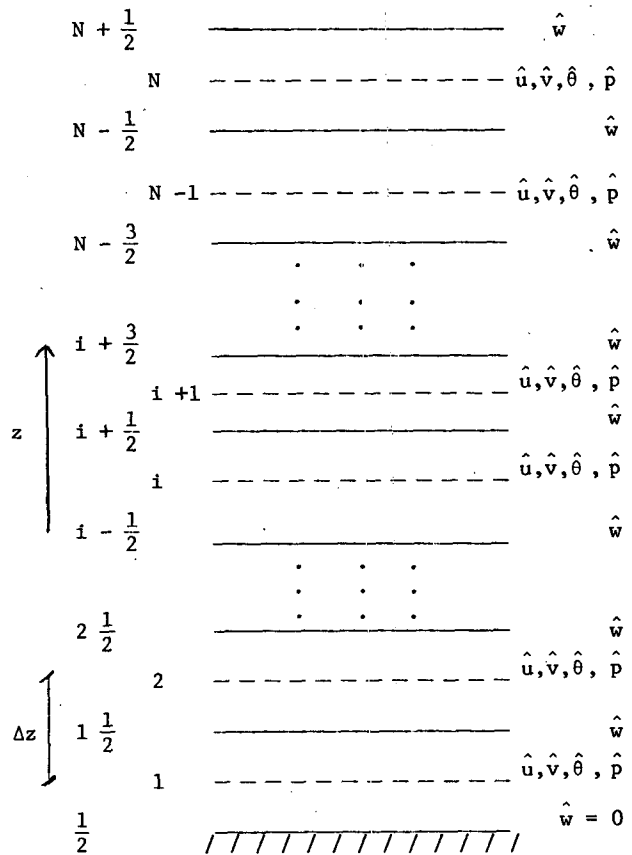 N + 1/2 ŵ
N û,v̂,θ̂ , p̂
N - 1/2 ŵ
N -1 û,v̂,θ̂ , p̂
N - 3/2 ŵ
i + 3/2 ŵ
i +1 û,v̂,θ̂ , p̂
z i + 1/2 ŵ
i û,v̂,θ̂ , p̂
i - 1/2 ŵ
2 1/2 ŵ
2 û,v̂,θ̂ , p̂
Δz 1 1/2 ŵ
1 û,v̂,θ̂ , p̂
1/2 ŵ = 0